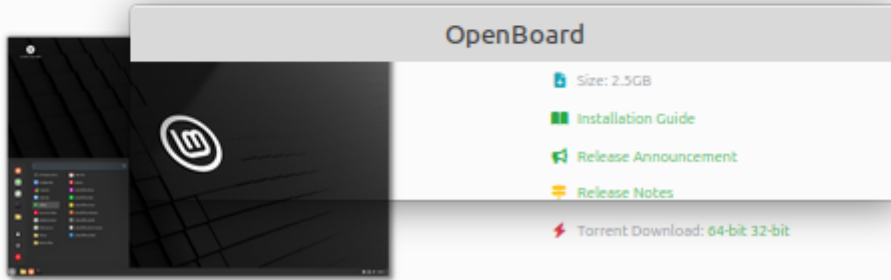 OpenBoard
Size: 2.5GB
Installation Guide
Release Announcement
Release Notes
Torrent Download: 64-bit 32-bit